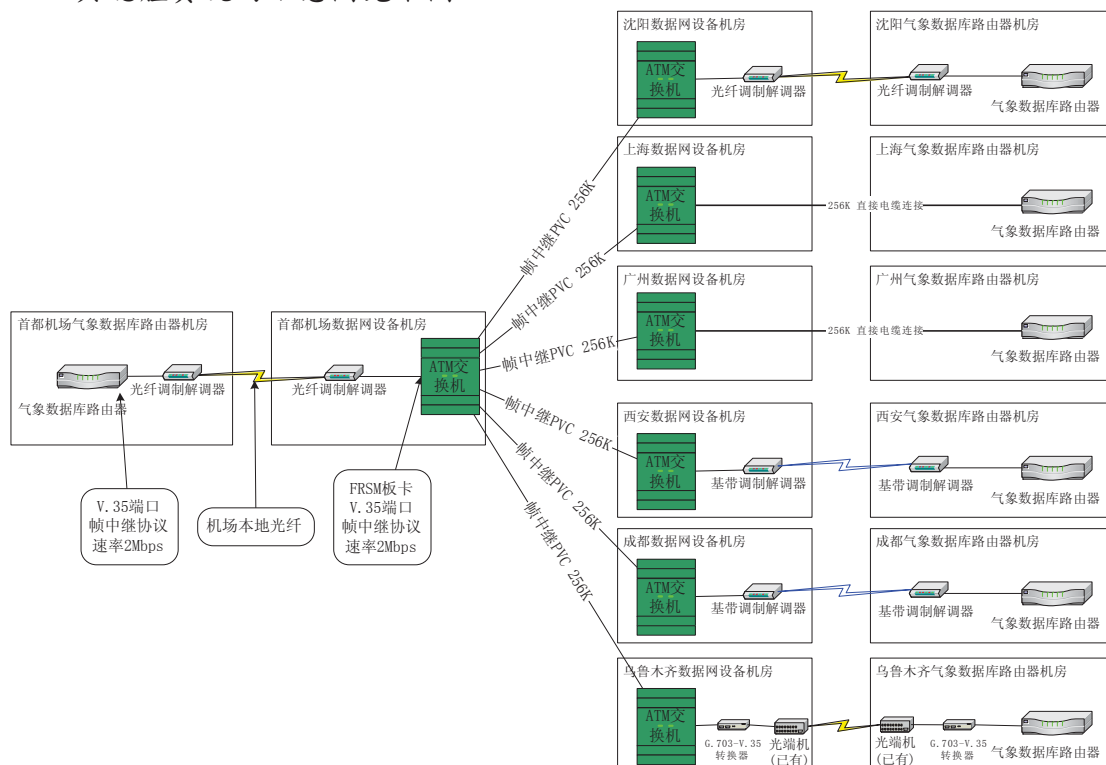 沈阳数据网设备机房
ATM交
换机
光纤调制解调器
沈阳气象数据库路由器机房
光纤调制解调器
气象数据库路由器
帧中继PVC 256K
上海数据网设备机房
ATM交
换机
256K 直接电缆连接
上海气象数据库路由器机房
气象数据库路由器
帧中继PVC 256K
广州数据网设备机房
ATM交
换机
256K 直接电缆连接
广州气象数据库路由器机房
气象数据库路由器
帧中继PVC 256K
首都机场气象数据库路由器机房
气象数据库路由器
光纤调制解调器
首都机场数据网设备机房
光纤调制解调器
ATM交
换机
V.35端口
帧中继协议
速率2Mbps
机场本地光纤
FRSM板卡
V.35端口
帧中继协议
速率2Mbps
帧中继PVC 256K
西安数据网设备机房
ATM交
换机
基带调制解调器
西安气象数据库路由器机房
基带调制解调器
气象数据库路由器
帧中继PVC 256K
成都数据网设备机房
ATM交
换机
基带调制解调器
成都气象数据库路由器机房
基带调制解调器
气象数据库路由器
帧中继PVC 256K
乌鲁木齐数据网设备机房
ATM交
换机
G.703-V.35
转换器
光端机
(已有)
乌鲁木齐气象数据库路由器机房
光端机
(已有)
G.703-V.35
转换器
气象数据库路由器